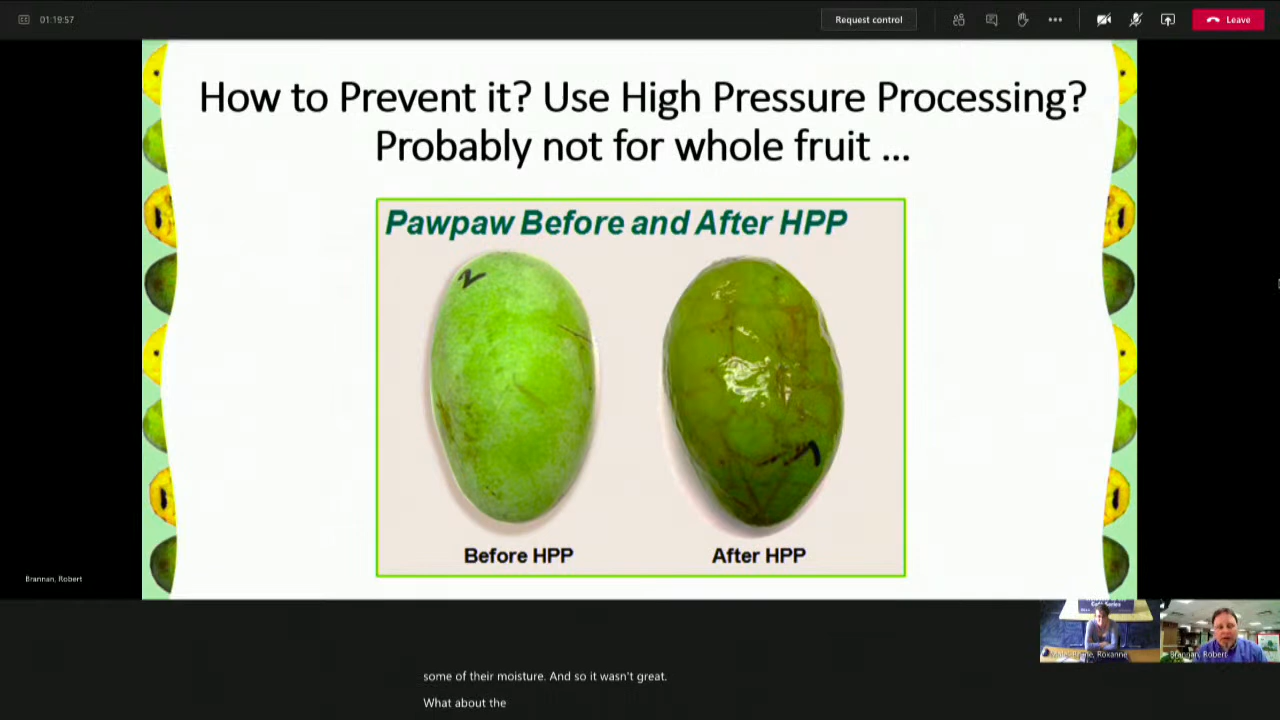 01:19:57
Request control
Leave
How to Prevent it? Use High Pressure Processing?
Probably not for whole fruit ...
Pawpaw Before and After HPP
2
Before HPP
After HPP
Brannan, Robert
Roxanne
Brannan, Robert
some of their moisture. And so it wasn't great.
What about the